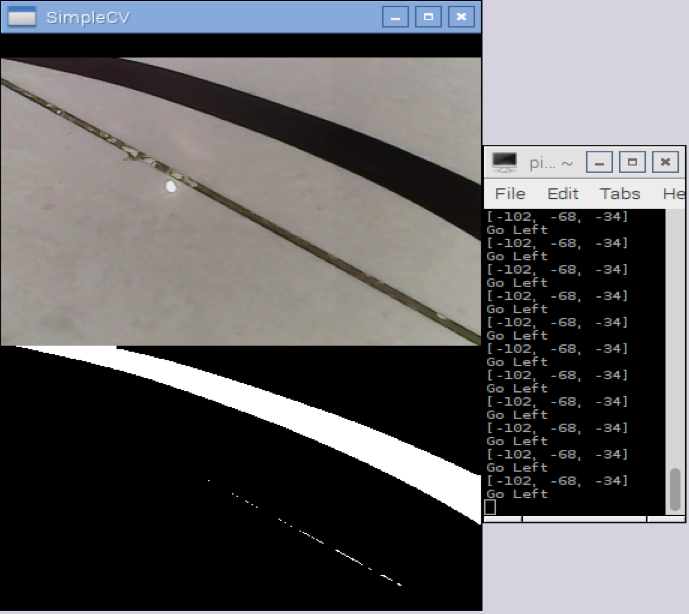 SimpleCV
pi... ~
File Edit Tabs He
[-102, -68, -34]
Go Left
[-102, -68, -34]
Go Left
[-102, -68, -34]
Go Left
[-102, -68, -34]
Go Left
[-102, -68, -34]
Go Left
[-102, -68, -34]
Go Left
[-102, -68, -34]
Go Left
[-102, -68, -34]
Go Left
[-102, -68, -34]
Go Left
[-102, -68, -34]
Go Left
[-102, -68, -34]
Go Left